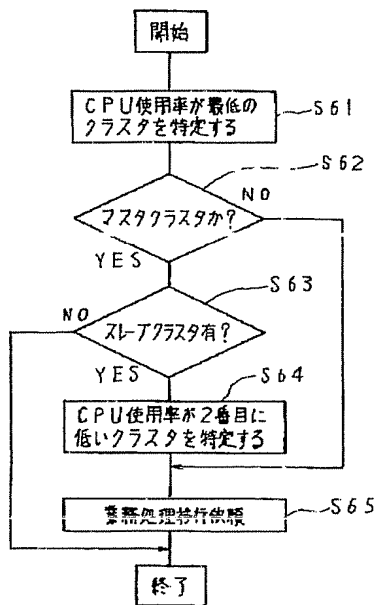 開始
CPU使用率が最低の
クラスタを特定する
S61
S62
マスタクラスタか?
NO
YES
S63
NO
スレーブクラスタ有?
YES
S64
CPU使用率が2番目に
低いクラスタを特定する
業務処理移行依頼
S65
終了